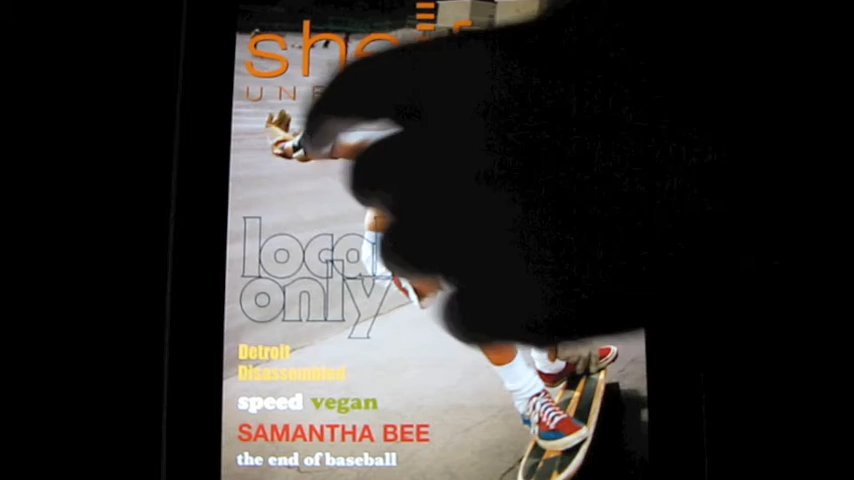 local
only
Detroit
Disassembled
speed vegan
SAMANTHA BEE
the end of baseball